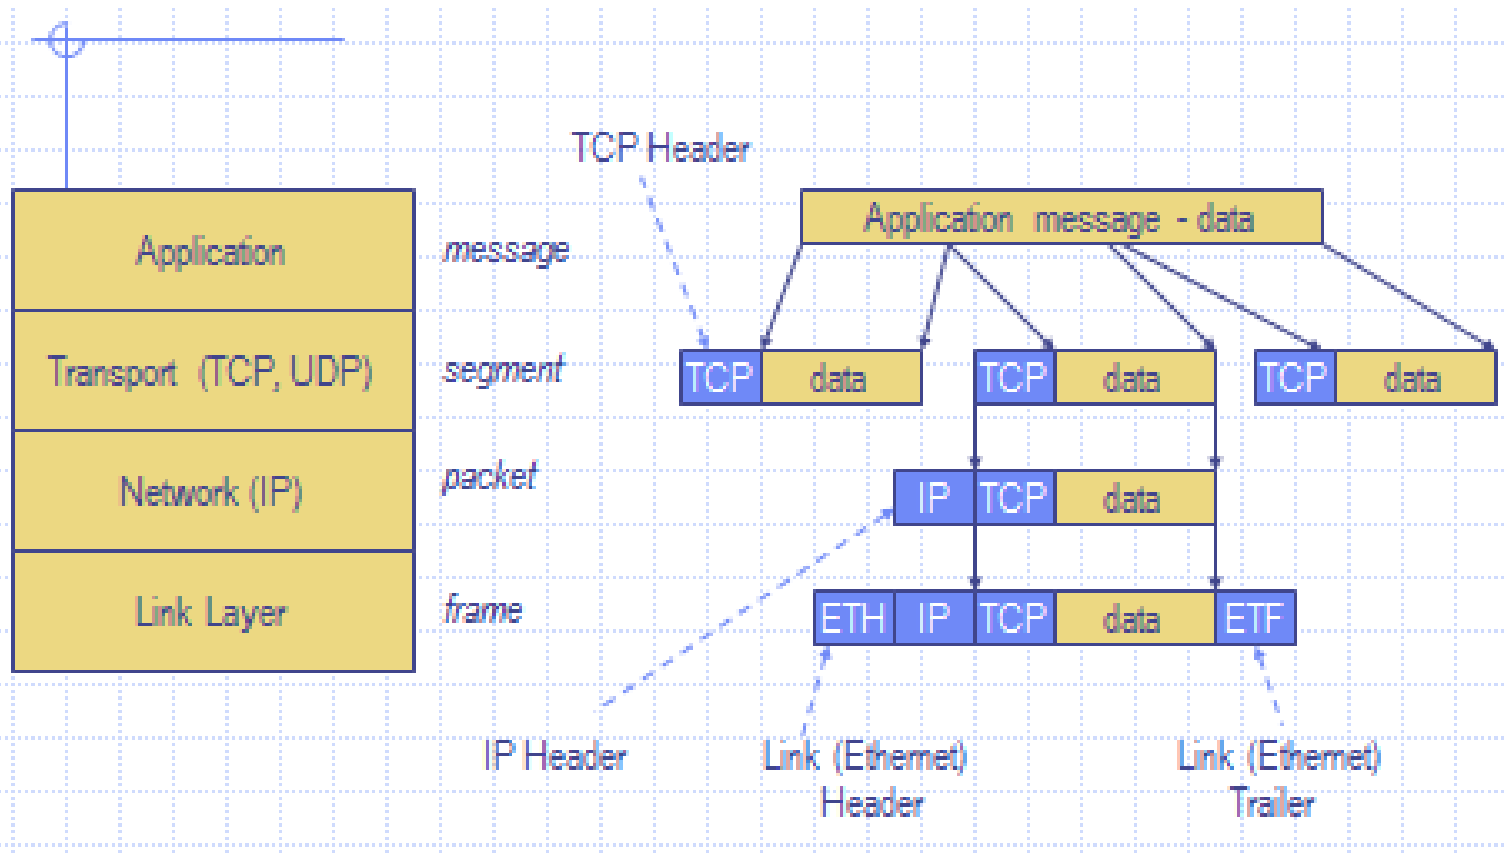 TCP Header
Application message - data
Application
message
Transport (TCP, UDP)
segment
TCP data
TCP data
TCP data
Network (IP)
packet
IP TCP data
Link Layer
frame
ETH IP TCP data ETF
IP Header
Link (Ethernet)
Header
Link (Ethernet)
Trailer